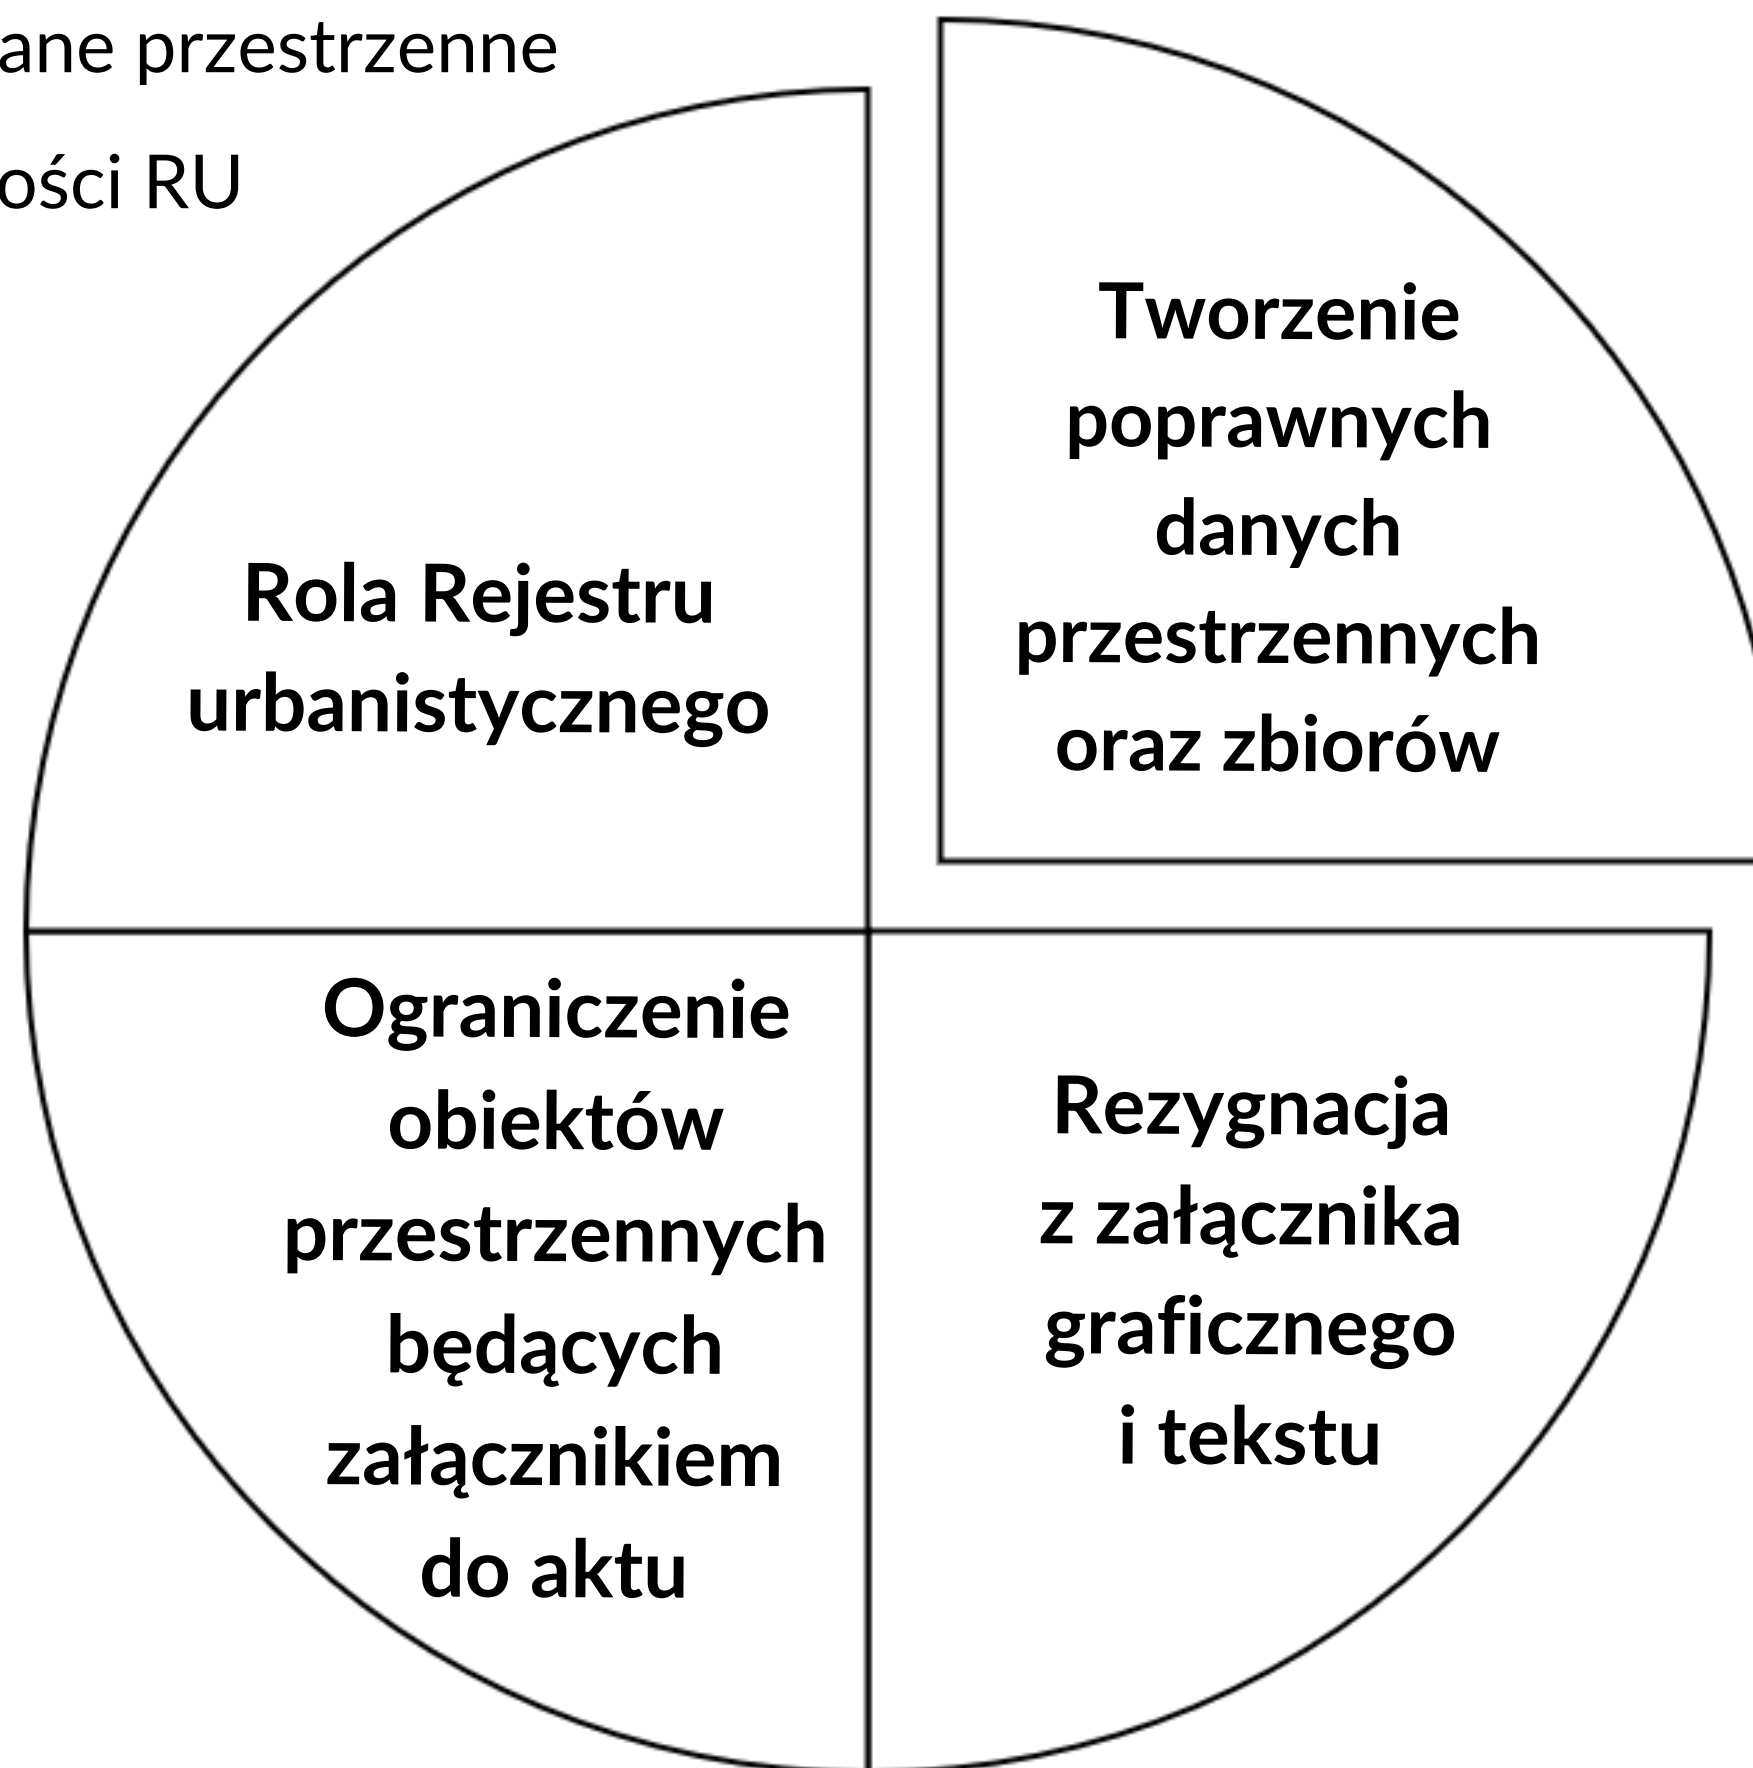 ane przestrzenne
ości RU
Tworzenie
poprawnych
danych
przestrzennych
oraz zbiorów
Rola Rejestru
urbanistycznego
Ograniczenie
obiektów
przestrzennych
będących
załącznikiem
do aktu
Rezygnacja
z załącznika
graficznego
i tekstu